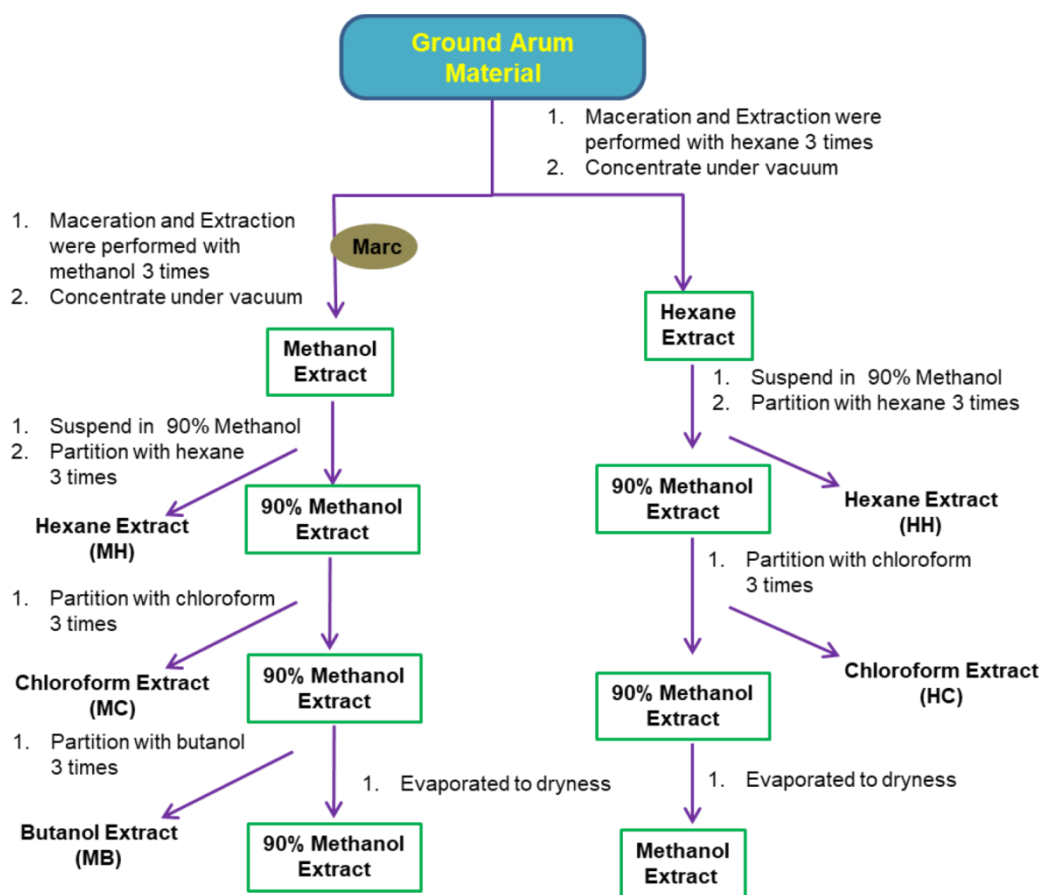 Ground Arum
Material
1. Maceration and Extraction were
performed with hexane 3 times
2. Concentrate under vacuum
1. Maceration and Extraction
were performed with
methanol 3 times
2. Concentrate under vacuum
Marc
Methanol
Extract
Hexane
Extract
1. Suspend in 90% Methanol
2. Partition with hexane
3 times
1. Suspend in 90% Methanol
2. Partition with hexane 3 times
Hexane Extract
(MH)
90% Methanol
Extract
90% Methanol
Extract
Hexane Extract
(HH)
1. Partition with chloroform
3 times
1. Partition with chloroform
3 times
Chloroform Extract
(MC)
90% Methanol
Extract
90% Methanol
Extract
Chloroform Extract
(HC)
1. Partition with butanol
3 times
1. Evaporated to dryness
1. Evaporated to dryness
Butanol Extract
(MB)
90% Methanol
Extract
Methanol
Extract